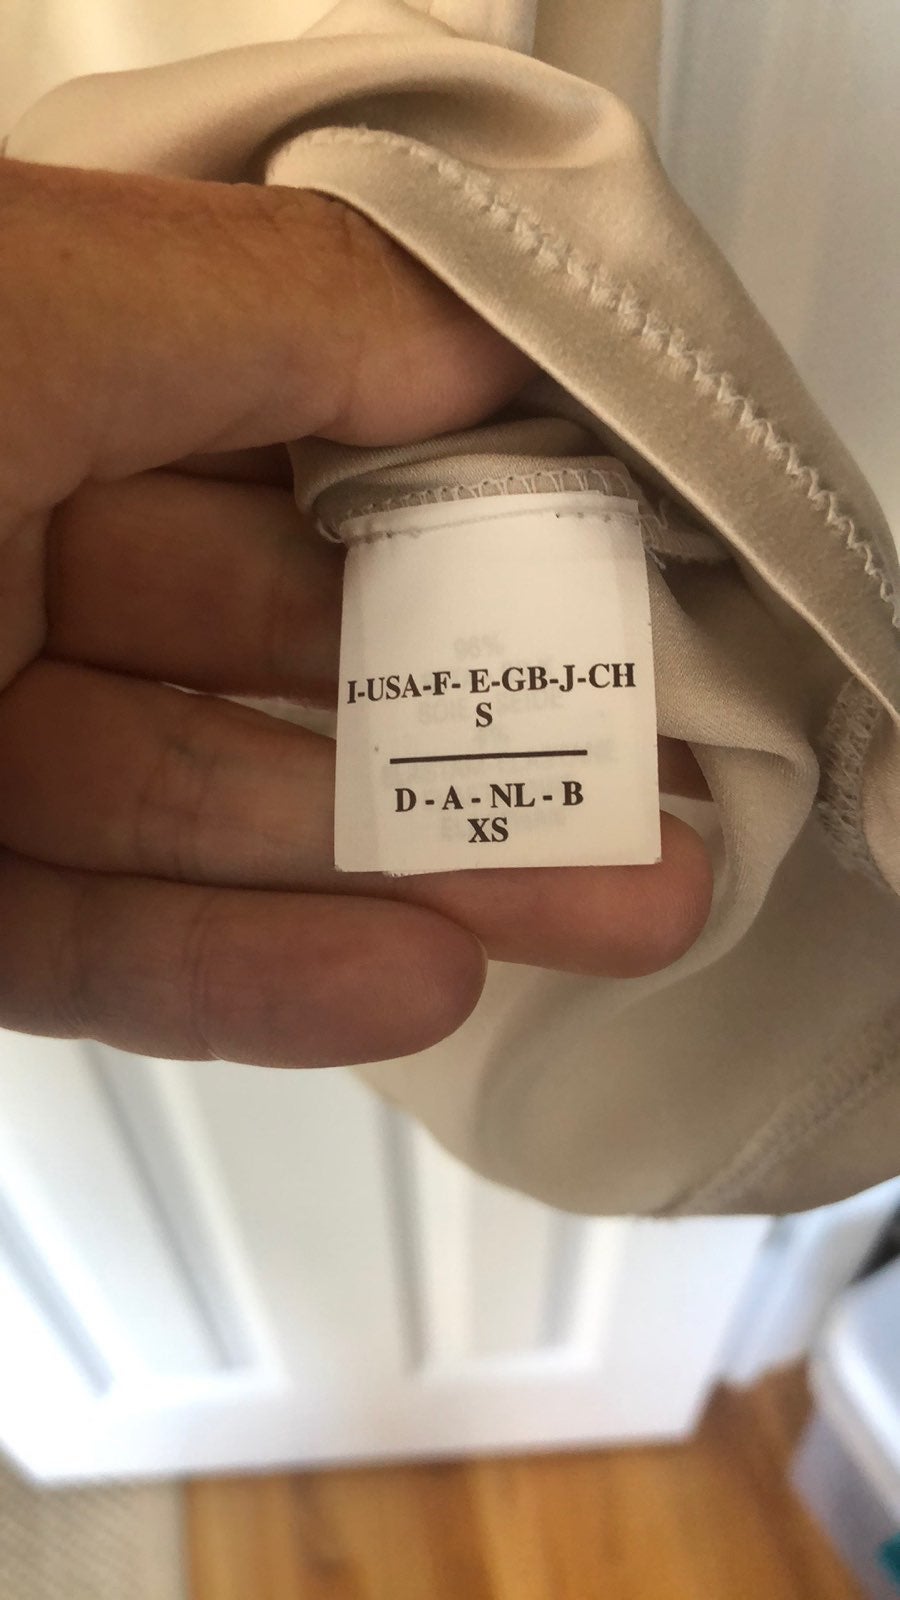 I-USA-F- E-GB-J-CH
S
D - A - NL - B
XS